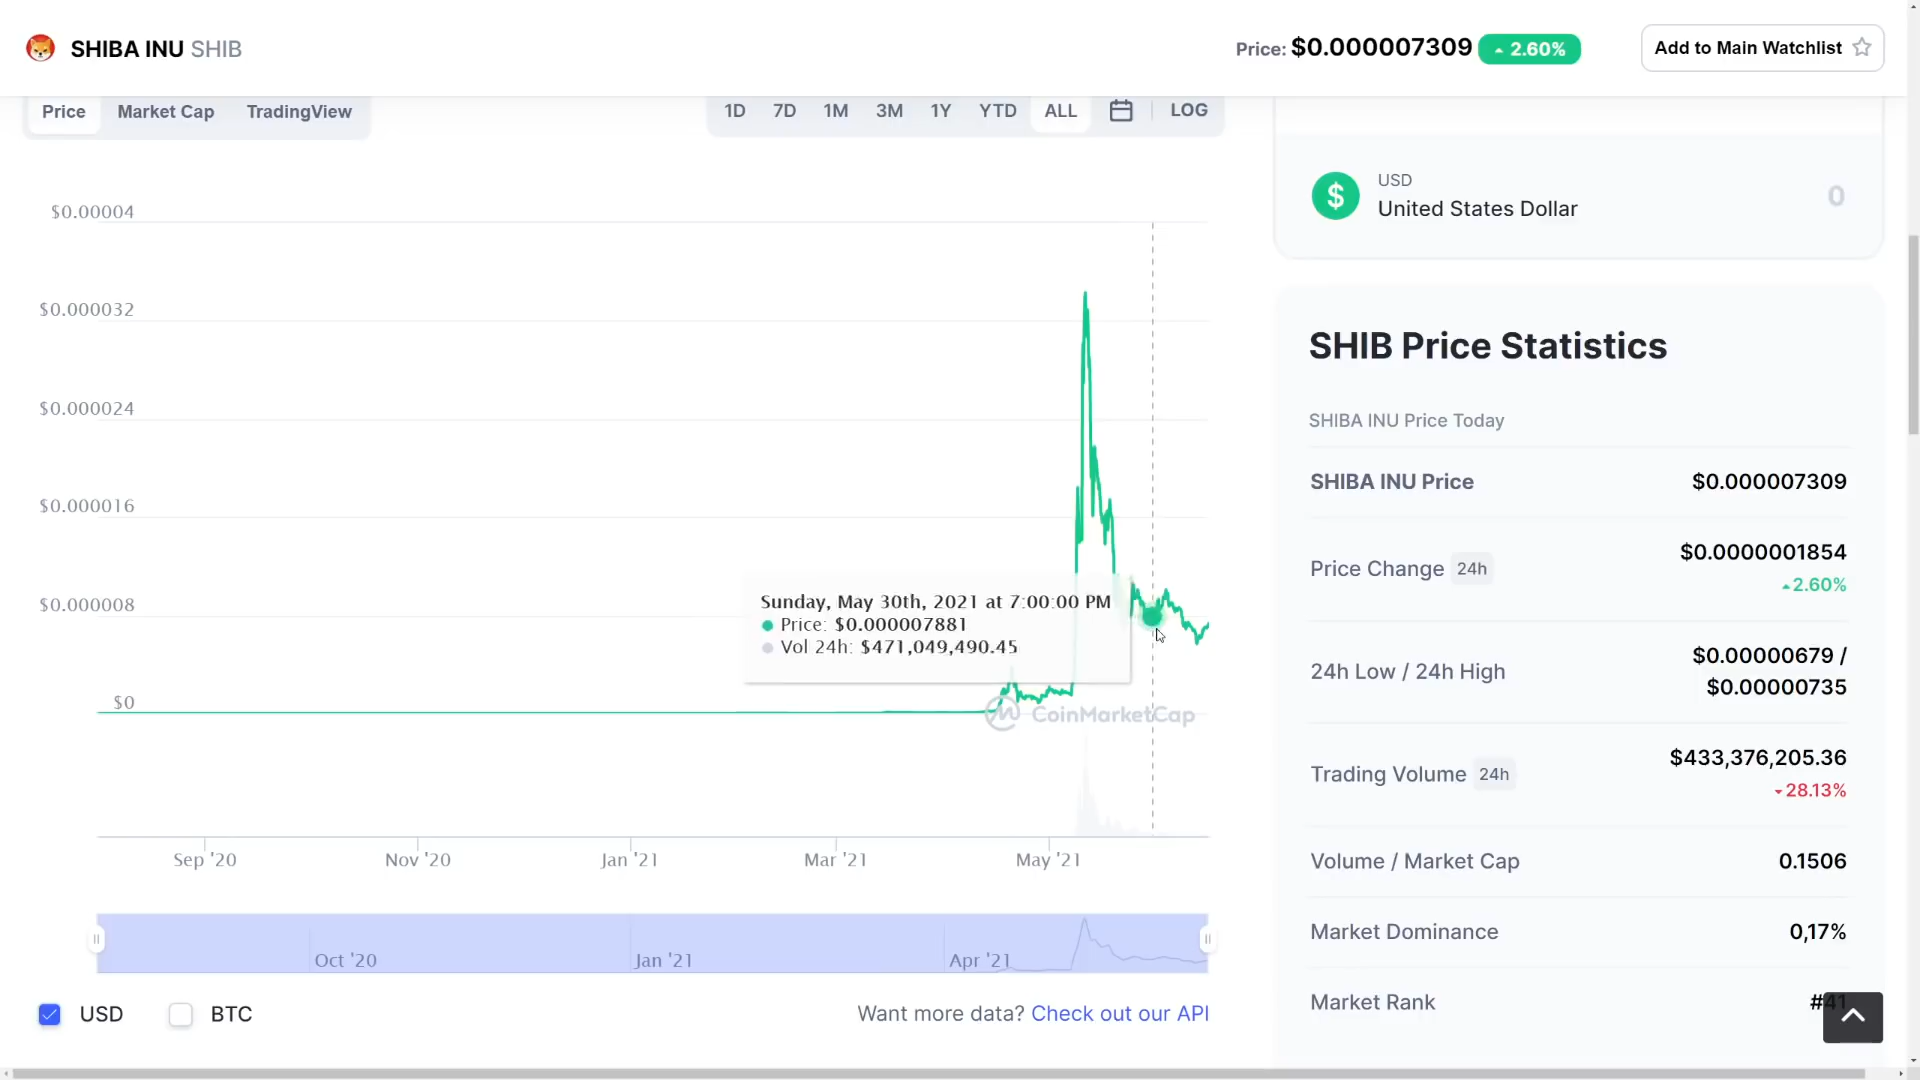 SHIBA INU SHIB
Price: $0.000007309 2.60%
Add to Main Watchlist
Price Market Cap TradingView
1D 7D 1M 3M 1Y YTD ALL LOG
$0.00004
$0.000032
$0.000024
$0.000016
$0.000008
$0
Sunday, May 30th, 2021 at 7:00:00 PM
Price: $0.000007881
Vol 24h: $471,049,490.45
CoinMarketCap
Sep '20 Nov '20 Jan '21 Mar '21 May '21
Oct '20 Jan '21 Apr '21
USD BTC
Want more data? Check out our API
USD
United States Dollar
0
SHIB Price Statistics
SHIBA INU Price Today
SHIBA INU Price $0.000007309
Price Change 24h $0.0000001854
2.60%
24h Low / 24h High $0.00000679 /
$0.00000735
Trading Volume 24h $433,376,205.36
28.13%
Volume / Market Cap 0.1506
Market Dominance 0,17%
Market Rank #41